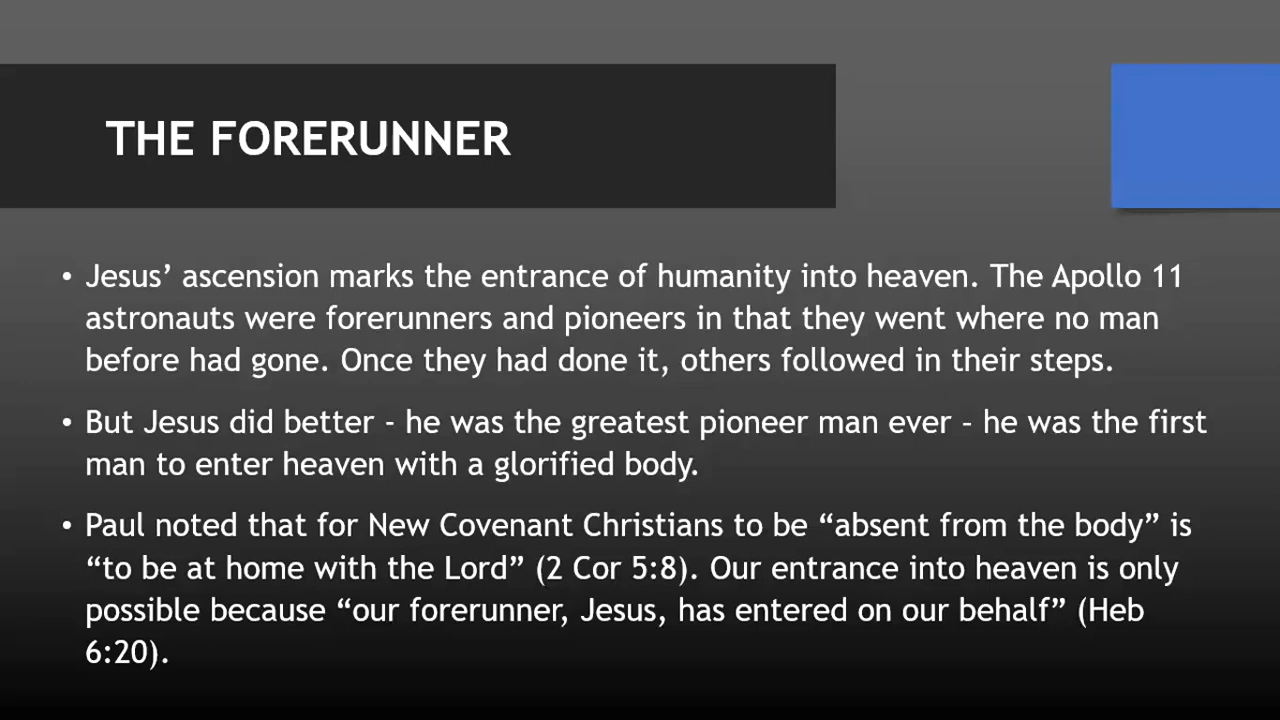 THE FORERUNNER
• Jesus’ ascension marks the entrance of humanity into heaven. The Apollo 11
astronauts were forerunners and pioneers in that they went where no man
before had gone. Once they had done it, others followed in their steps.
• But Jesus did better - he was the greatest pioneer man ever – he was the first
man to enter heaven with a glorified body.
• Paul noted that for New Covenant Christians to be “absent from the body” is
“to be at home with the Lord” (2 Cor 5:8). Our entrance into heaven is only
possible because “our forerunner, Jesus, has entered on our behalf” (Heb
6:20).